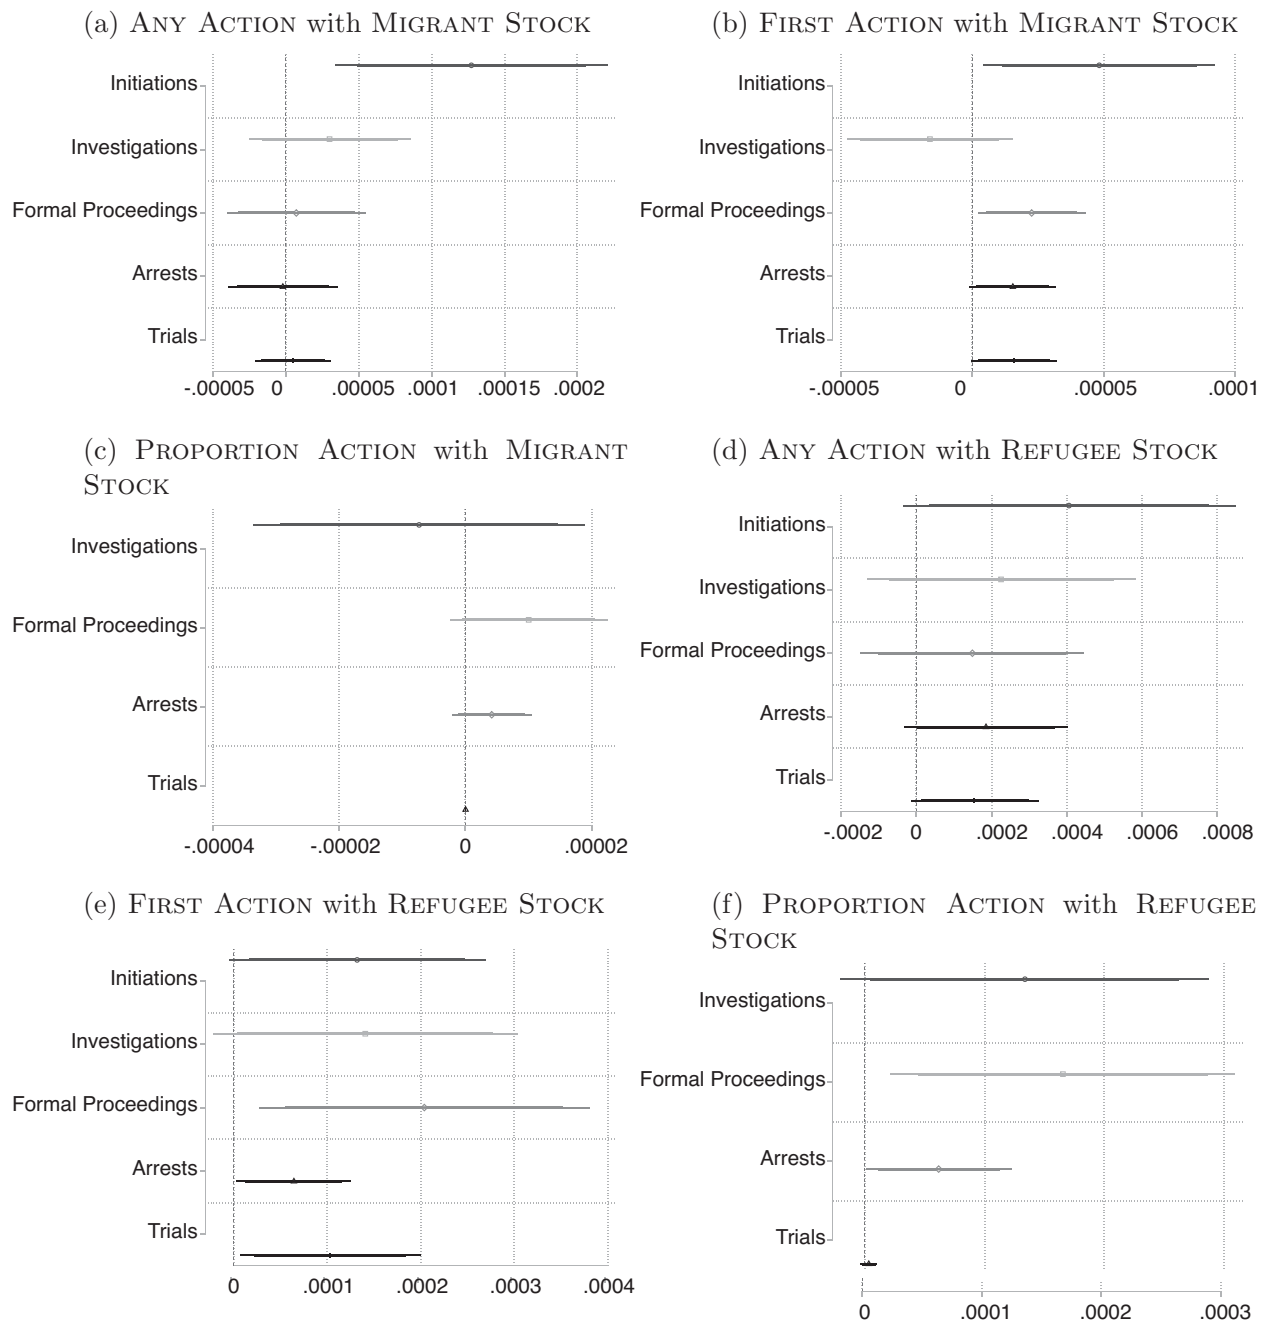 (a) ANY ACTION with MIGRANT STOCK
Initiations
Investigations
Formal Proceedings
Arrests
Trials
-.00005 0 .00005 .0001 .00015 .0002
(b) FIRST ACTION with MIGRANT STOCK
Initiations
Investigations
Formal Proceedings
Arrests
Trials
-.00005 0 .00005 .0001
(c) PROPORTION ACTION with MIGRANT
STOCK
Investigations
Formal Proceedings
Arrests
Trials
-.00004 -.00002 0 .00002
(d) ANY ACTION with REFUGEE STOCK
Initiations
Investigations
Formal Proceedings
Arrests
Trials
-.0002 0 .0002 .0004 .0006 .0008
(e) FIRST ACTION with REFUGEE STOCK
Initiations
Investigations
Formal Proceedings
Arrests
Trials
0 .0001 .0002 .0003 .0004
(f) PROPORTION ACTION with REFUGEE
STOCK
Investigations
Formal Proceedings
Arrests
Trials
0 .0001 .0002 .0003